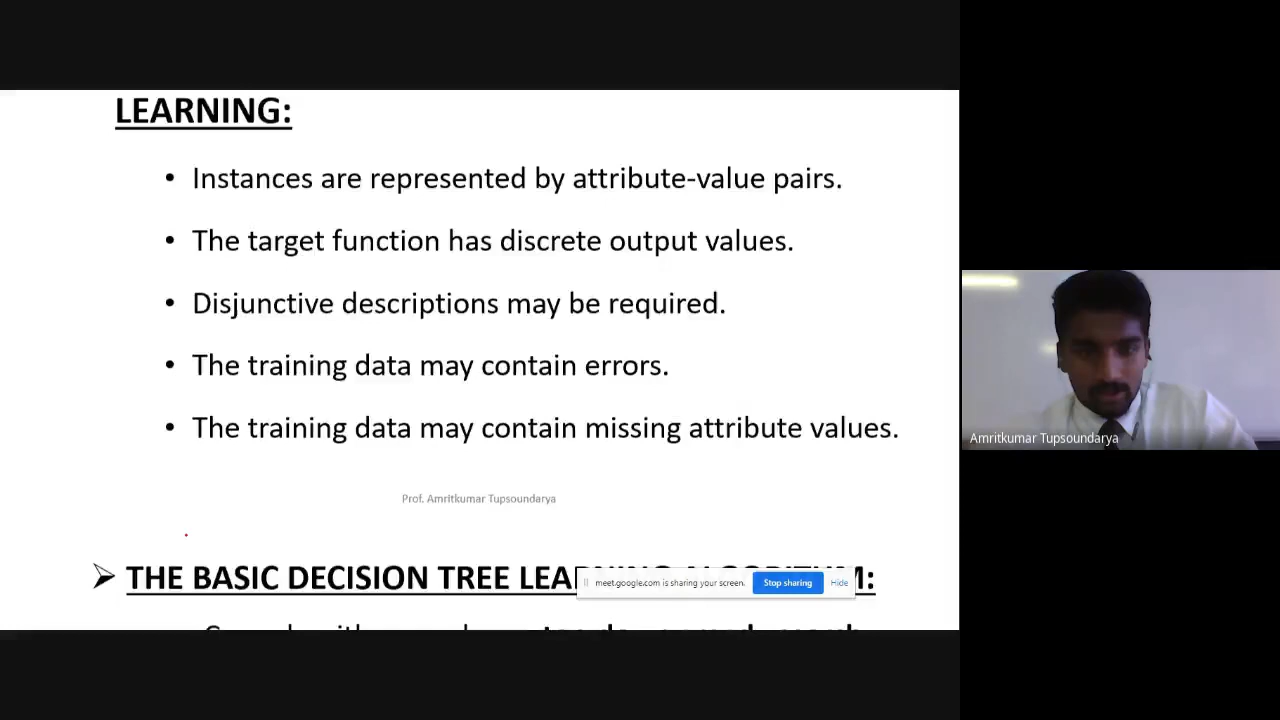 LEARNING:
• Instances are represented by attribute-value pairs.
• The target function has discrete output values.
• Disjunctive descriptions may be required.
• The training data may contain errors.
• The training data may contain missing attribute values.
Prof. Amritkumar Tupsoundarya
➢ THE BASIC DECISION TREE
meet.google.com is sharing your screen.
Stop sharing
Hide
Amritkumar Tupsoundarya